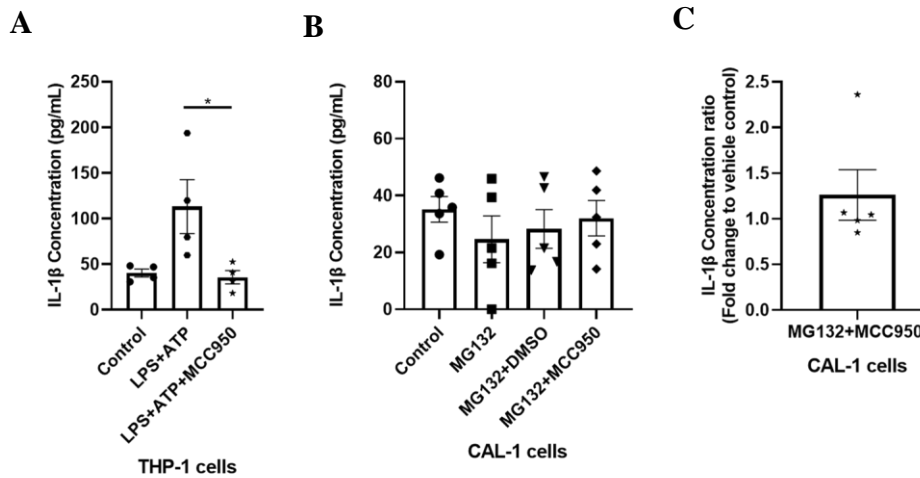 A
IL-1β Concentration (pg/mL)
250
200
150
100
50
0
*
Control
LPS+ATP
LPS+ATP+MCC950
THP-1 cells
B
IL-1β Concentration (pg/mL)
80
60
40
20
0
Control
MG132
MG132+DMSO
MG132+MCC950
CAL-1 cells
C
IL-1β Concentration ratio
(Fold change to vehicle control)
2.5
2.0
1.5
1.0
0.5
0.0
MG132+MCC950
CAL-1 cells